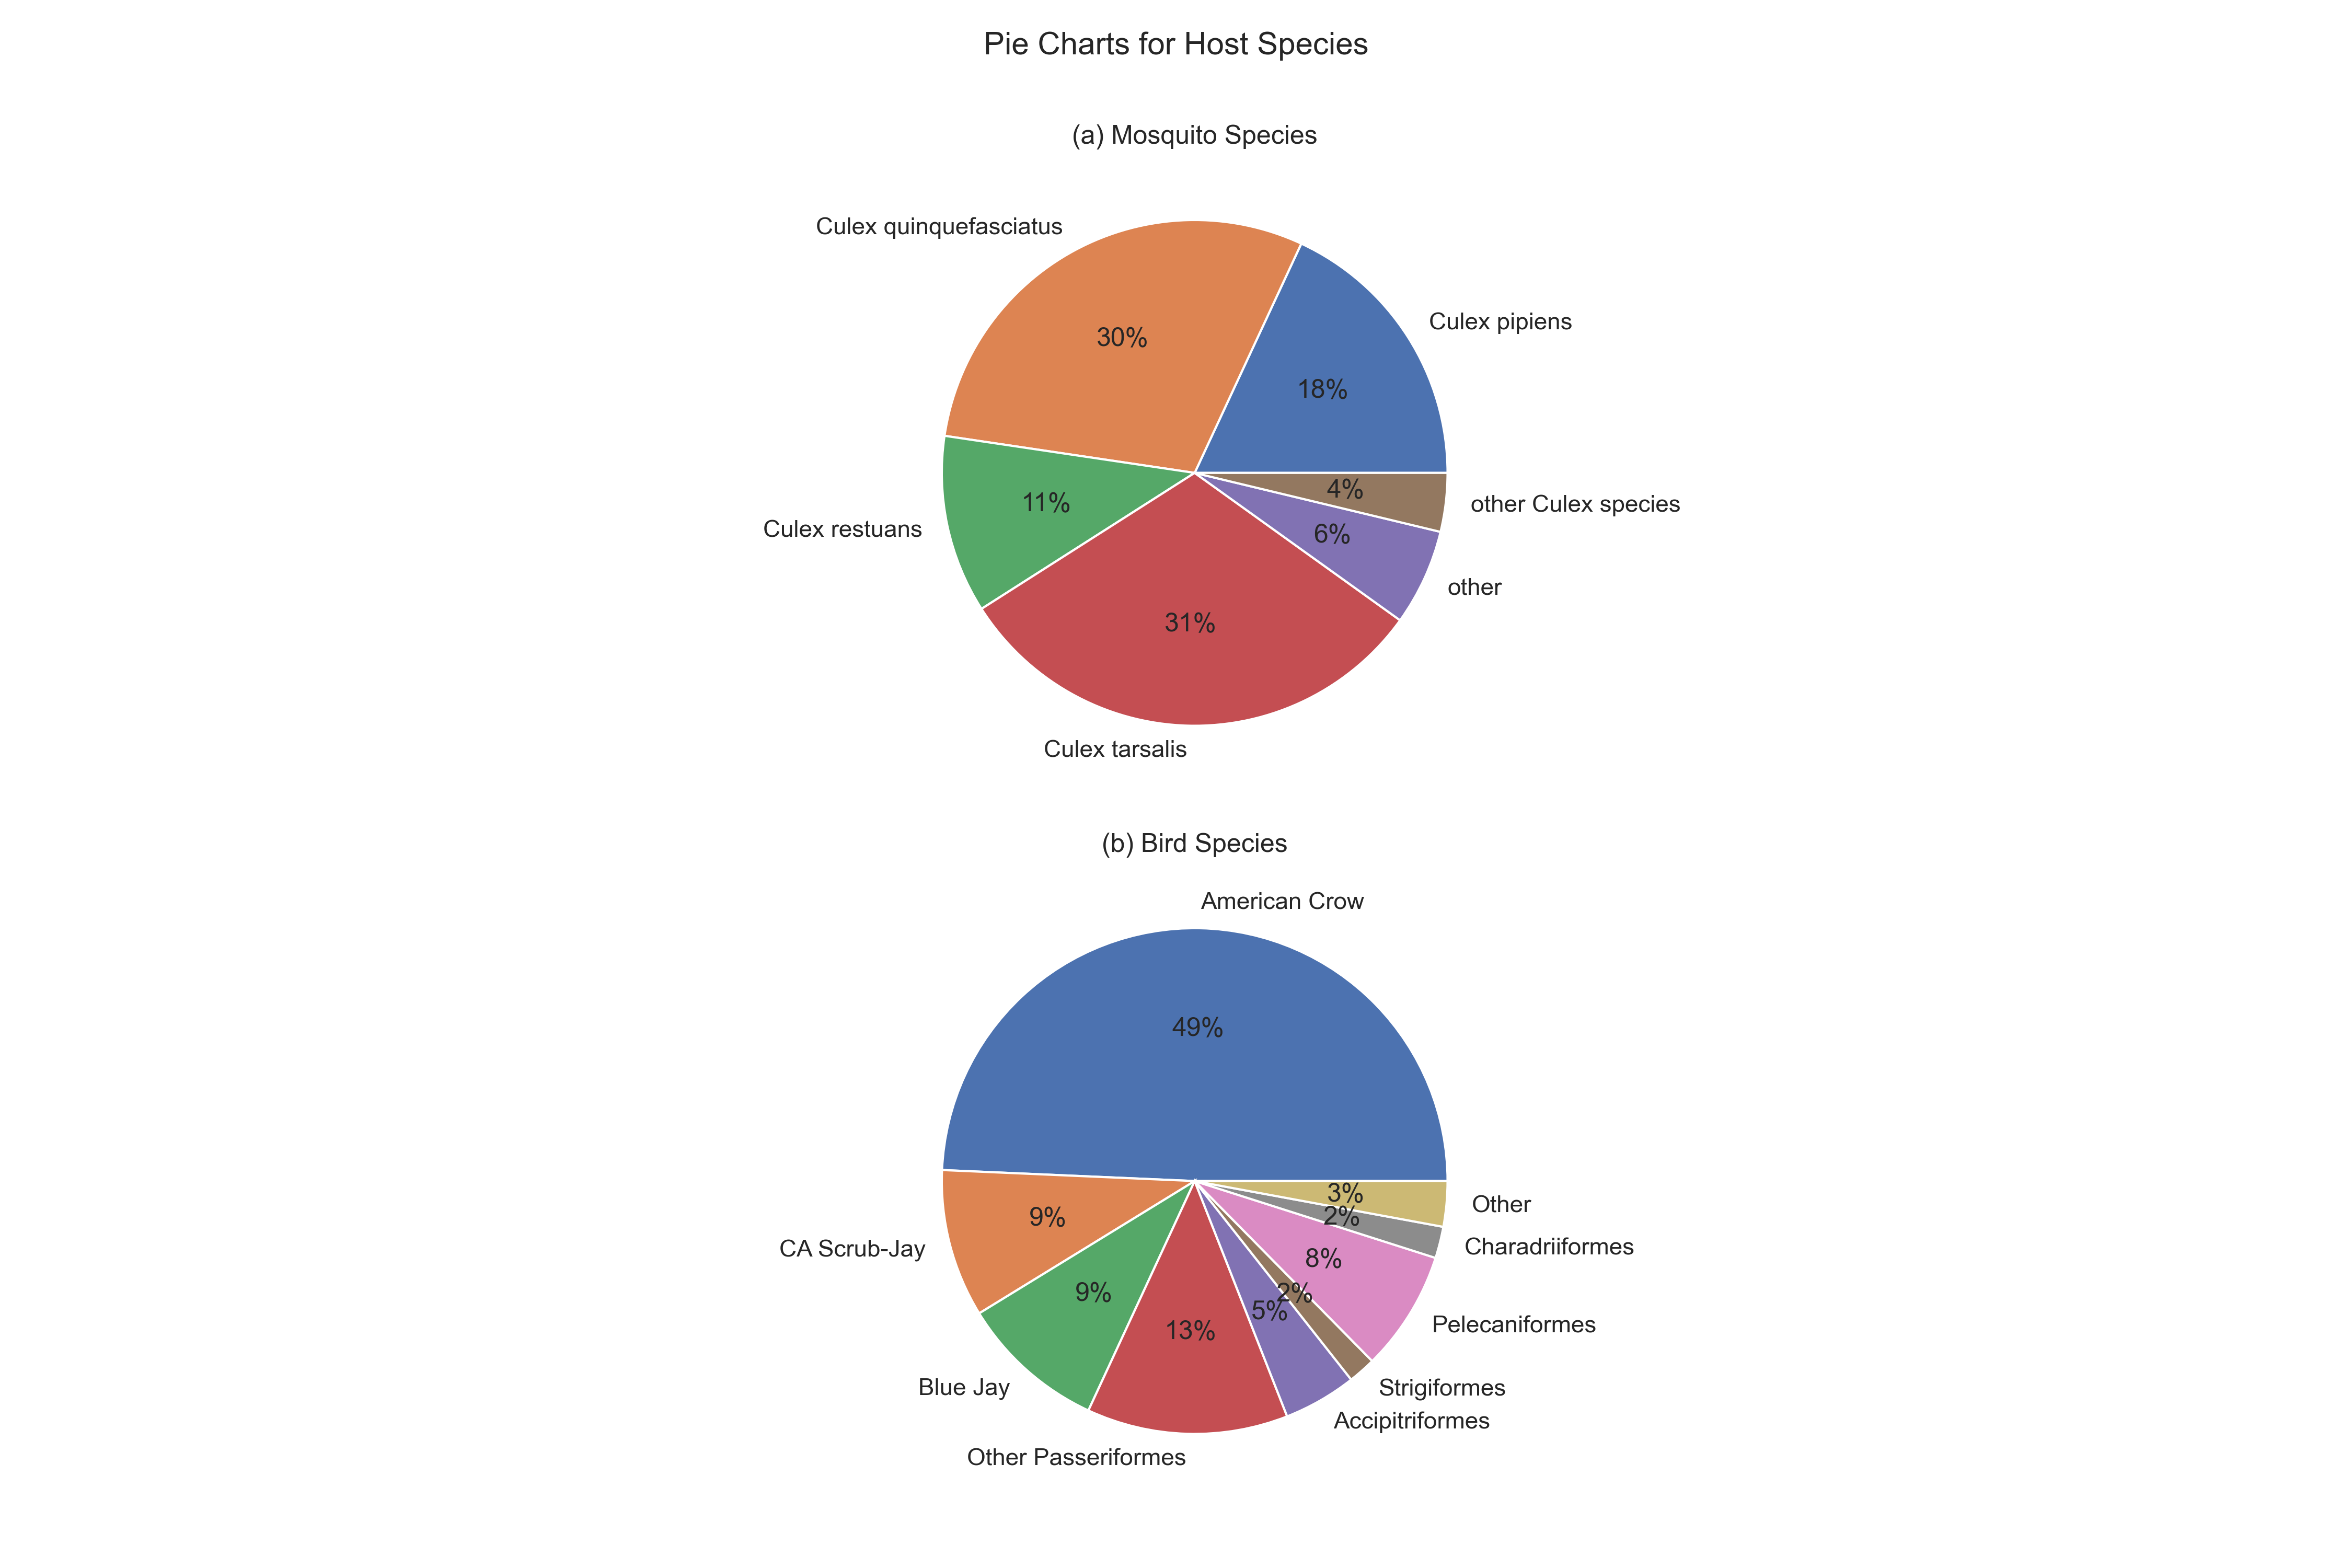 Pie Charts for Host Species
(a) Mosquito Species
Culex quinquefasciatus
Culex pipiens
30%
18%
4%
other Culex species
11%
Culex restuans
6%
other
31%
Culex tarsalis
(b) Bird Species
American Crow
49%
3%
Other
2%
Charadriiformes
9%
CA Scrub-Jay
8%
9%
2%
5%
Pelecaniformes
13%
Blue Jay
Strigiformes
Accipitriformes
Other Passeriformes